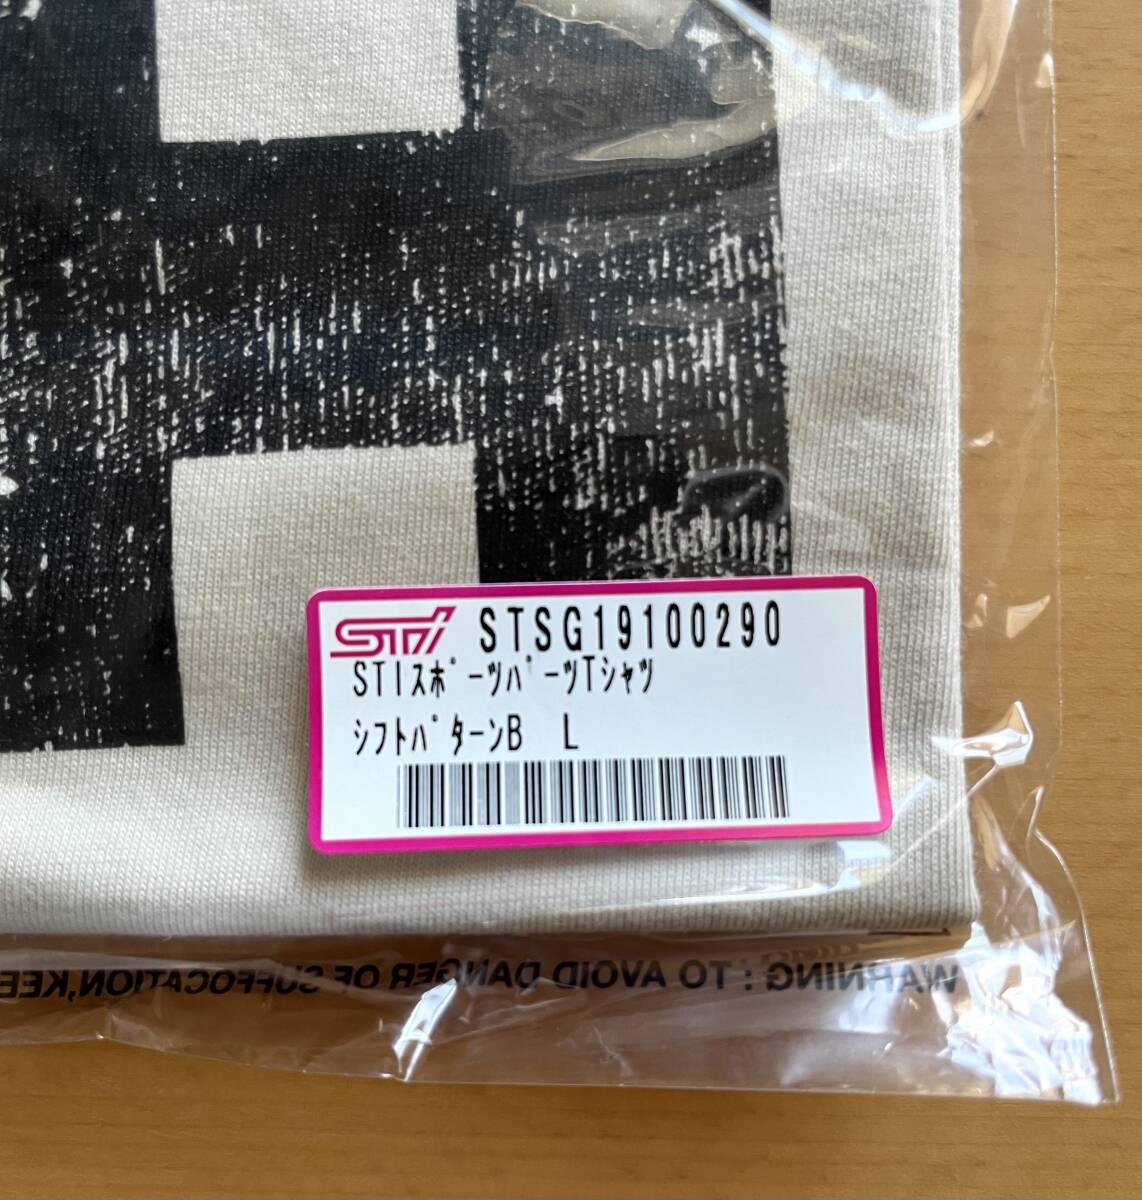 STI STSG19100290
STIスポーツパーツTシャツ
シフトパターンB L
WARNING : TO AVOID DANGER OF SUFFOCATION,KEE